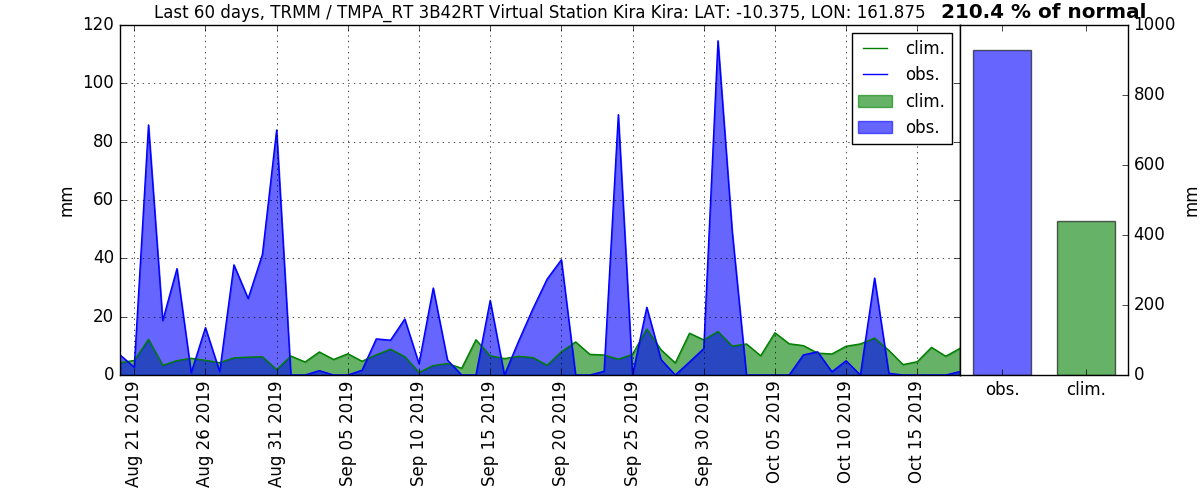 Last 60 days, TRMM / TMPA_RT 3B42RT Virtual Station Kira Kira: LAT: -10.375, LON: 161.875 210.4 % of normal
120
100
80
60
40
20
0
mm
clim.
obs.
clim.
obs.
Aug 21 2019
Aug 26 2019
Aug 31 2019
Sep 05 2019
Sep 10 2019
Sep 15 2019
Sep 20 2019
Sep 25 2019
Sep 30 2019
Oct 05 2019
Oct 10 2019
Oct 15 2019
1000
800
600
400
200
0
mm
obs. clim.